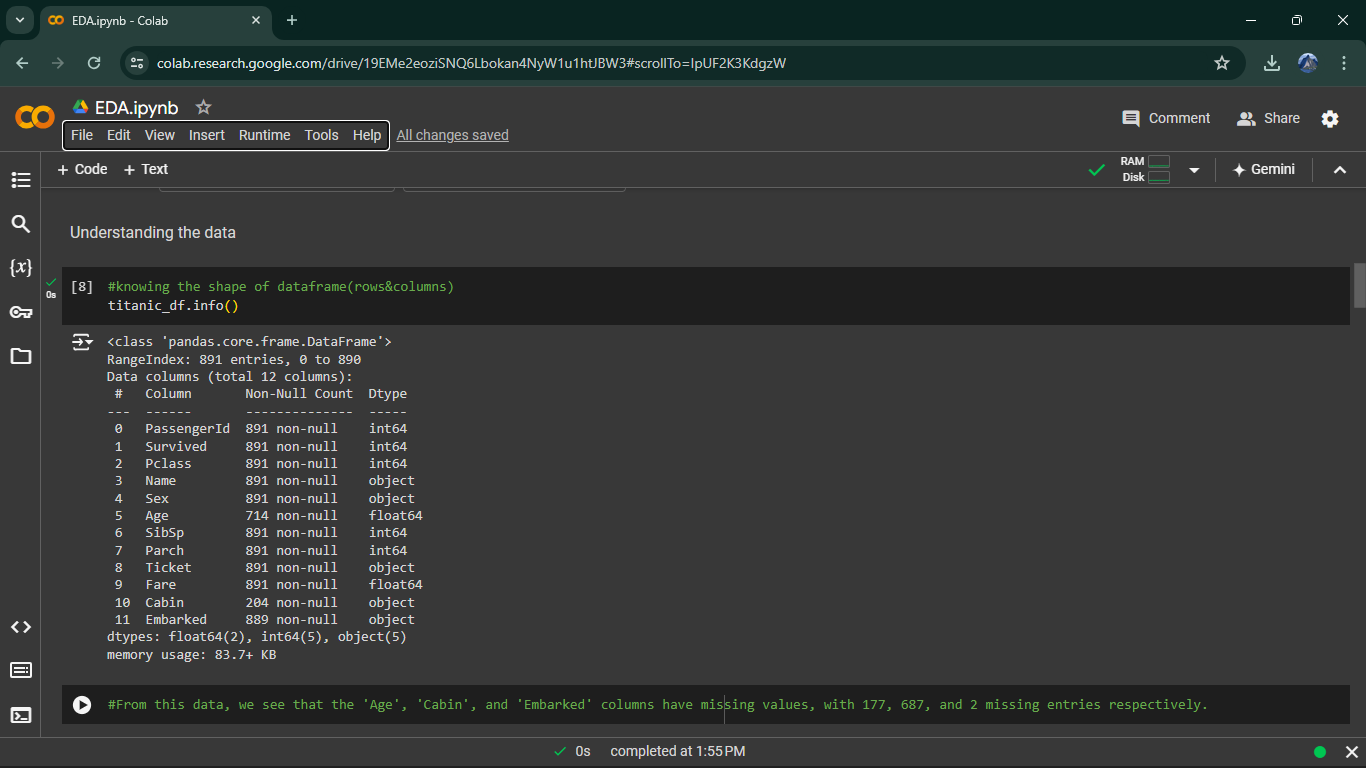 EDA.ipynb - Colab
colab.research.google.com/drive/19EMe2eoziSNQ6Lbokan4NyW1u1htJBW3#scrollTo=lpUF2K3KdgzW
EDA.ipynb
File Edit View Insert Runtime Tools Help All changes saved
Comment Share
+ Code + Text
RAM
Disk
Gemini
Understanding the data
0s
[8] #knowing the shape of dataframe(rows&columns)
titanic_df.info()
<class 'pandas.core.frame.DataFrame'>
RangeIndex: 891 entries, 0 to 890
Data columns (total 12 columns):
# Column Non-Null Count Dtype
--- ------ -------------- -----
0 PassengerId 891 non-null int64
1 Survived 891 non-null int64
2 Pclass 891 non-null int64
3 Name 891 non-null object
4 Sex 891 non-null object
5 Age 714 non-null float64
6 SibSp 891 non-null int64
7 Parch 891 non-null int64
8 Ticket 891 non-null object
9 Fare 891 non-null float64
10 Cabin 204 non-null object
11 Embarked 889 non-null object
dtypes: float64(2), int64(5), object(5)
memory usage: 83.7+ KB
#From this data, we see that the 'Age', 'Cabin', and 'Embarked' columns have missing values, with 177, 687, and 2 missing entries respectively.
0s completed at 1:55 PM